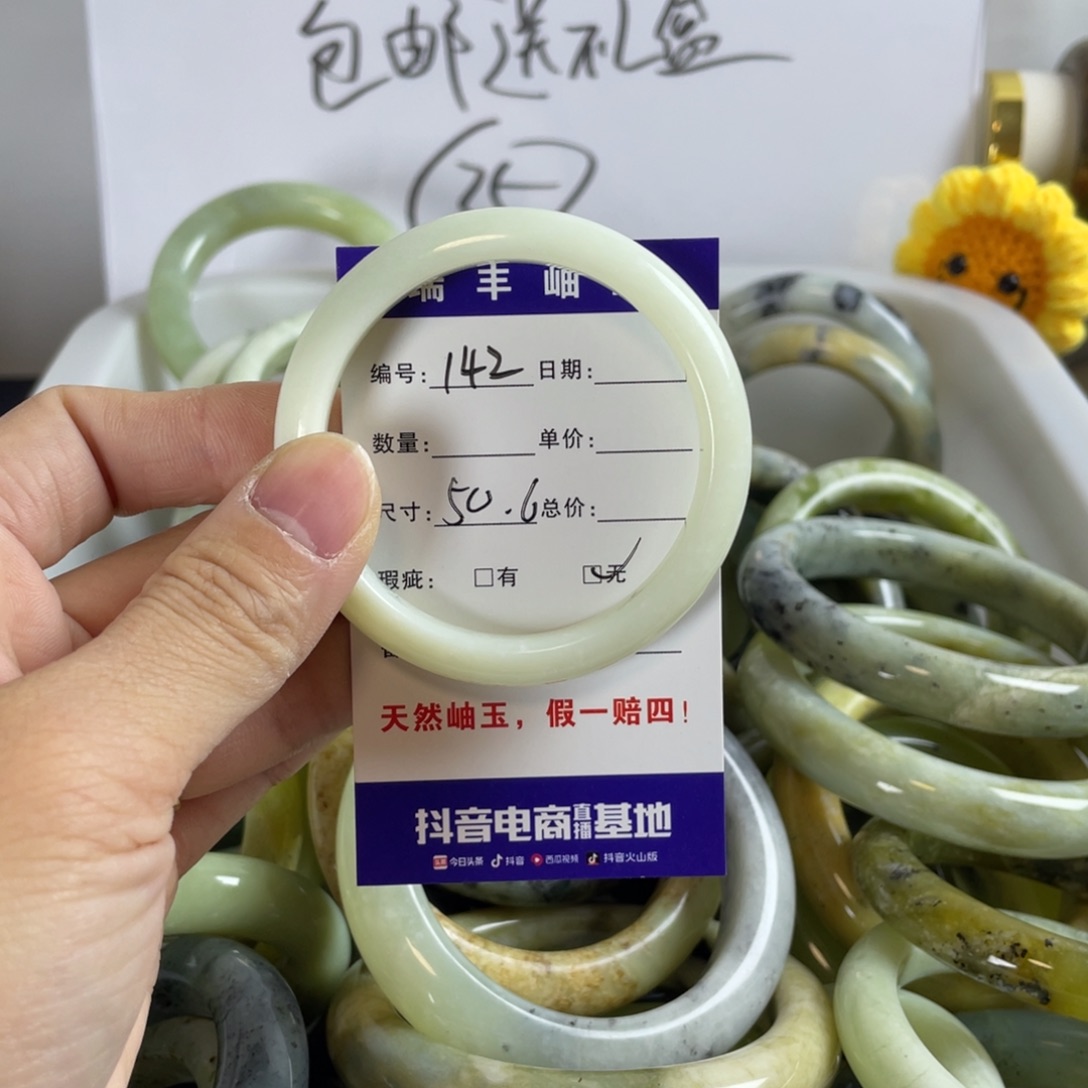 包邮送礼盒
瑞丰岫
编号: 142 日期:
数量: 单价:
尺寸: 50.6 总价:
瑕疵: □有 ☑无
天然岫玉，假一赔四!
抖音电商直播基地
今日头条 抖音 西瓜视频 抖音火山版